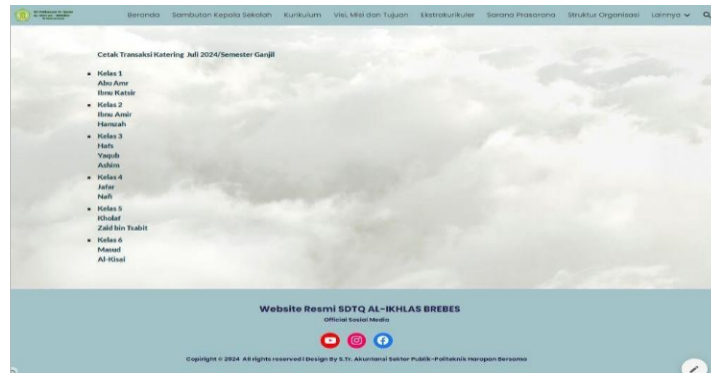 Beranda Sambutan Kepala Sekolah Kurikulum Visi, Misi dan Tujuan Ekstrakurikuler Sarana Prasarana Struktur Organisasi Lainnya
Cetak Transaksi Katering Juli 2024/Semester Ganjil
Kelas 1
Abu Amr
Ibnu Katsir
Kelas 2
Ibnu Amir
Hamzah
Kelas 3
Hafs
Yaqub
Ashim
Kelas 4
Jafar
Nafi
Kelas 5
Kholaf
Zaid bin Tsabit
Kelas 6
Masud
Al-Kisai
Website Resmi SDTQ AL-IKHLAS BREBES
Official Sosial Media
Copiright © 2024 All rights reserved I Design By S.Tr. Akuntansi Sektor Publik-Politeknik Harapan Bersama